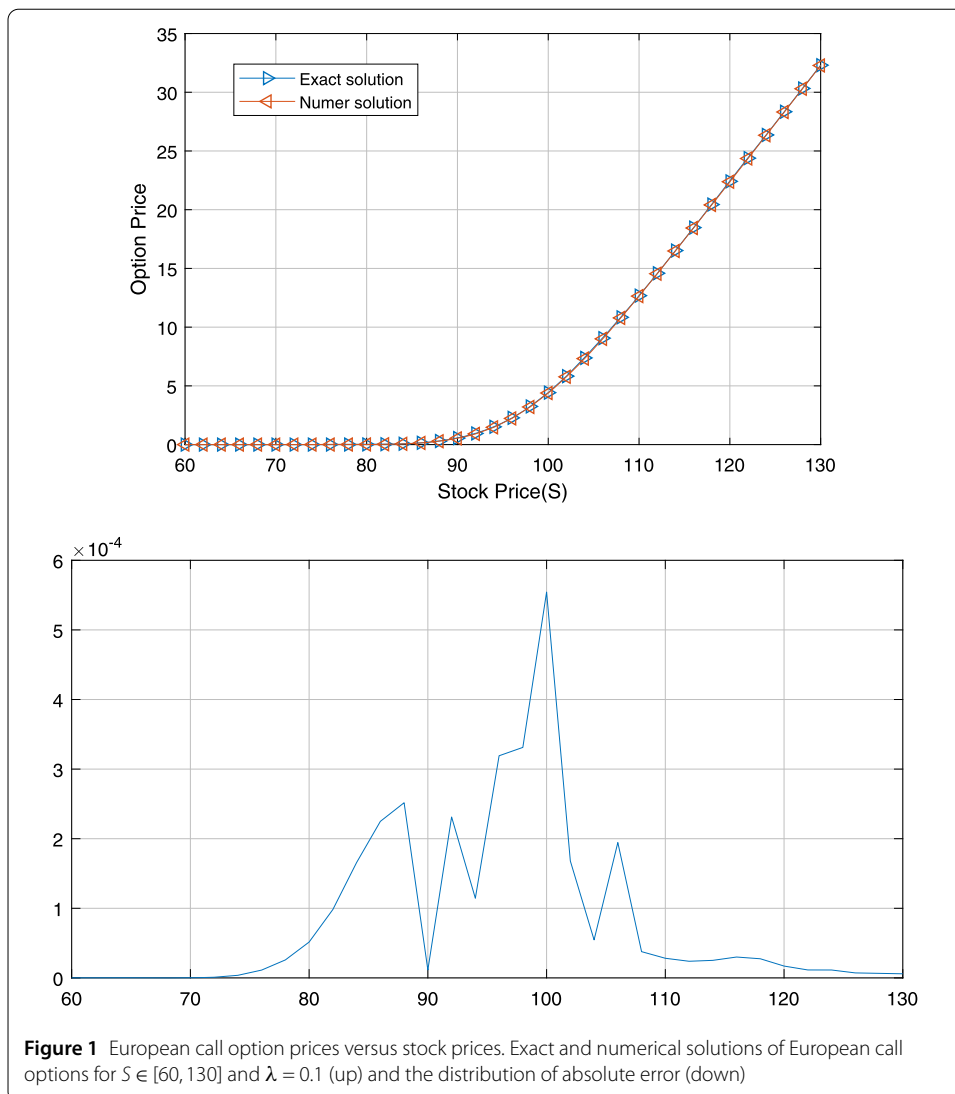 35
30
25
20
15
10
5
0
Option Price
Exact solution
Numer solution
60 70 80 90 100 110 120 130
Stock Price(S)
×10-4
6
5
4
3
2
1
0
60 70 80 90 100 110 120 130
Figure 1 European call option prices versus stock prices. Exact and numerical solutions of European call
options for S ∈ [60, 130] and λ = 0.1 (up) and the distribution of absolute error (down)